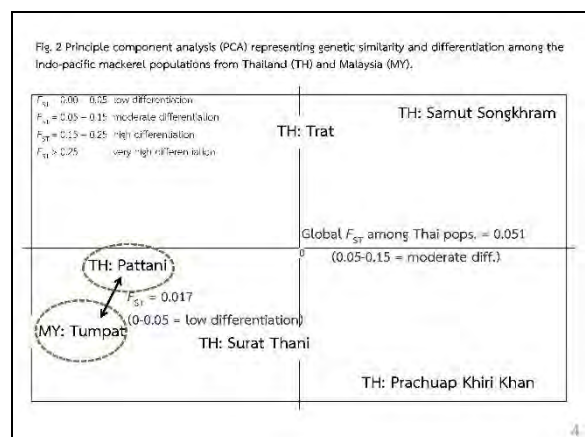 Fig. 2 Principle component analysis (PCA) representing genetic similarity and differentiation among the
Indo-pacific mackerel populations from Thailand (TH) and Malaysia (MY).
FST = 0.00 – 0.05 low differentiation
FST = 0.05 – 0.15 moderate differentiation
FST = 0.15 – 0.25 high differentiation
FST > 0.25 very high differentiation
TH: Samut Songkhram
TH: Trat
Global FST among Thai pops. = 0.051
0
(0.05-0.15 = moderate diff.)
TH: Pattani
FST = 0.017
(0-0.05 = low differentiation)
MY: Tumpat
TH: Surat Thani
TH: Prachuap Khiri Khan
4